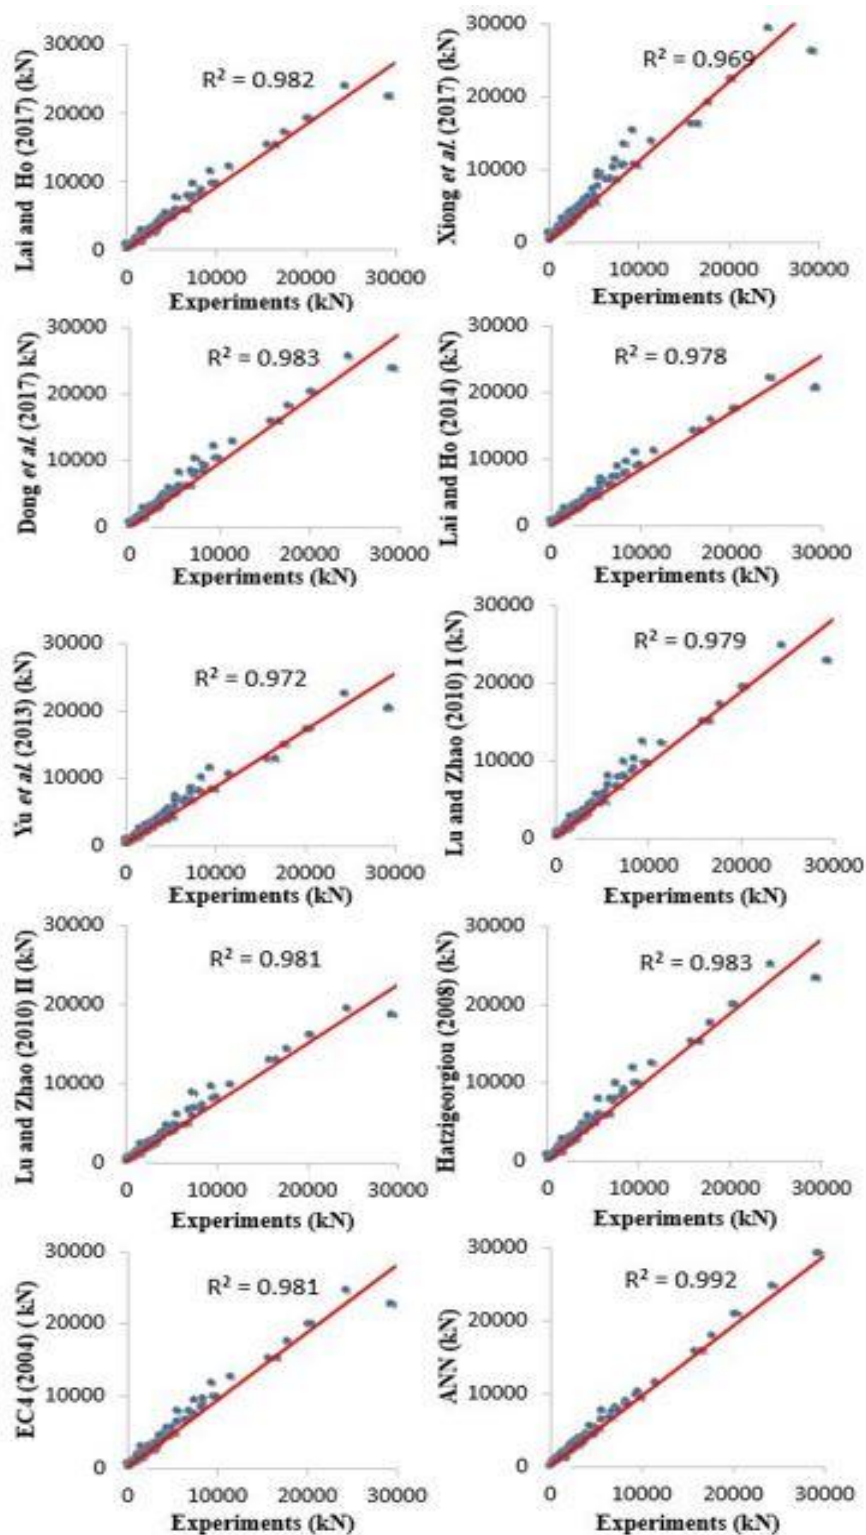 Lai and Ho (2017) (kN)
30000
20000
10000
0
R² = 0.982
0 10000 20000 30000
Experiments (kN)
Xiong et al. (2017) (kN)
30000
20000
10000
0
R² = 0.969
0 10000 20000 30000
Experiments (kN)
Dong et al. (2017) kN)
30000
20000
10000
0
R² = 0.983
0 10000 20000 30000
Experiments (kN)
Lai and Ho (2014) (kN)
30000
20000
10000
0
R² = 0.978
0 10000 20000 30000
Experiments (kN)
Yu et al. (2013) (kN)
30000
20000
10000
0
R² = 0.972
0 10000 20000 30000
Experiments (kN)
Lu and Zhao (2010) I (kN)
30000
20000
10000
0
R² = 0.979
0 10000 20000 30000
Experiments (kN)
Lu and Zhao (2010) II (kN)
30000
20000
10000
0
R² = 0.981
0 10000 20000 30000
Experiments (kN)
Hatzigeorgiou (2008) (kN)
30000
20000
10000
0
R² = 0.983
0 10000 20000 30000
Experiments (kN)
EC4 (2004) ( kN)
30000
20000
10000
0
R² = 0.981
0 10000 20000 30000
Experiments (kN)
ANN (kN)
30000
20000
10000
0
R² = 0.992
0 10000 20000 30000
Experiments (kN)